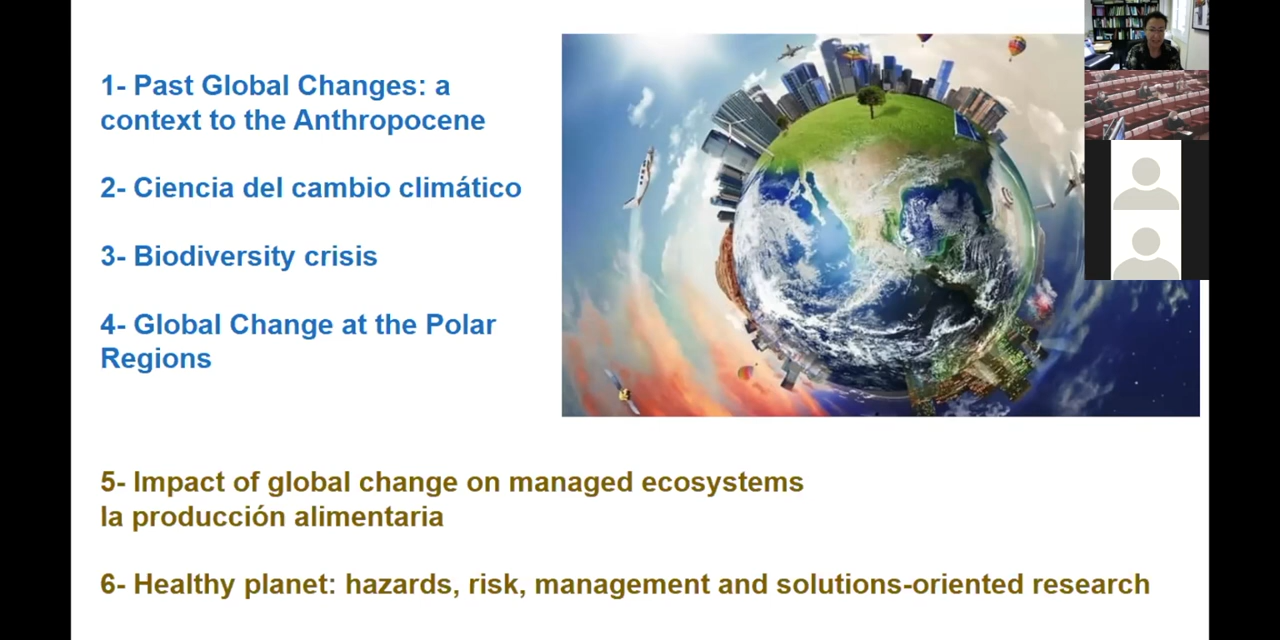 1- Past Global Changes: a
context to the Anthropocene
2- Ciencia del cambio climático
3- Biodiversity crisis
4- Global Change at the Polar
Regions
5- Impact of global change on managed ecosystems
la producción alimentaria
6- Healthy planet: hazards, risk, management and solutions-oriented research